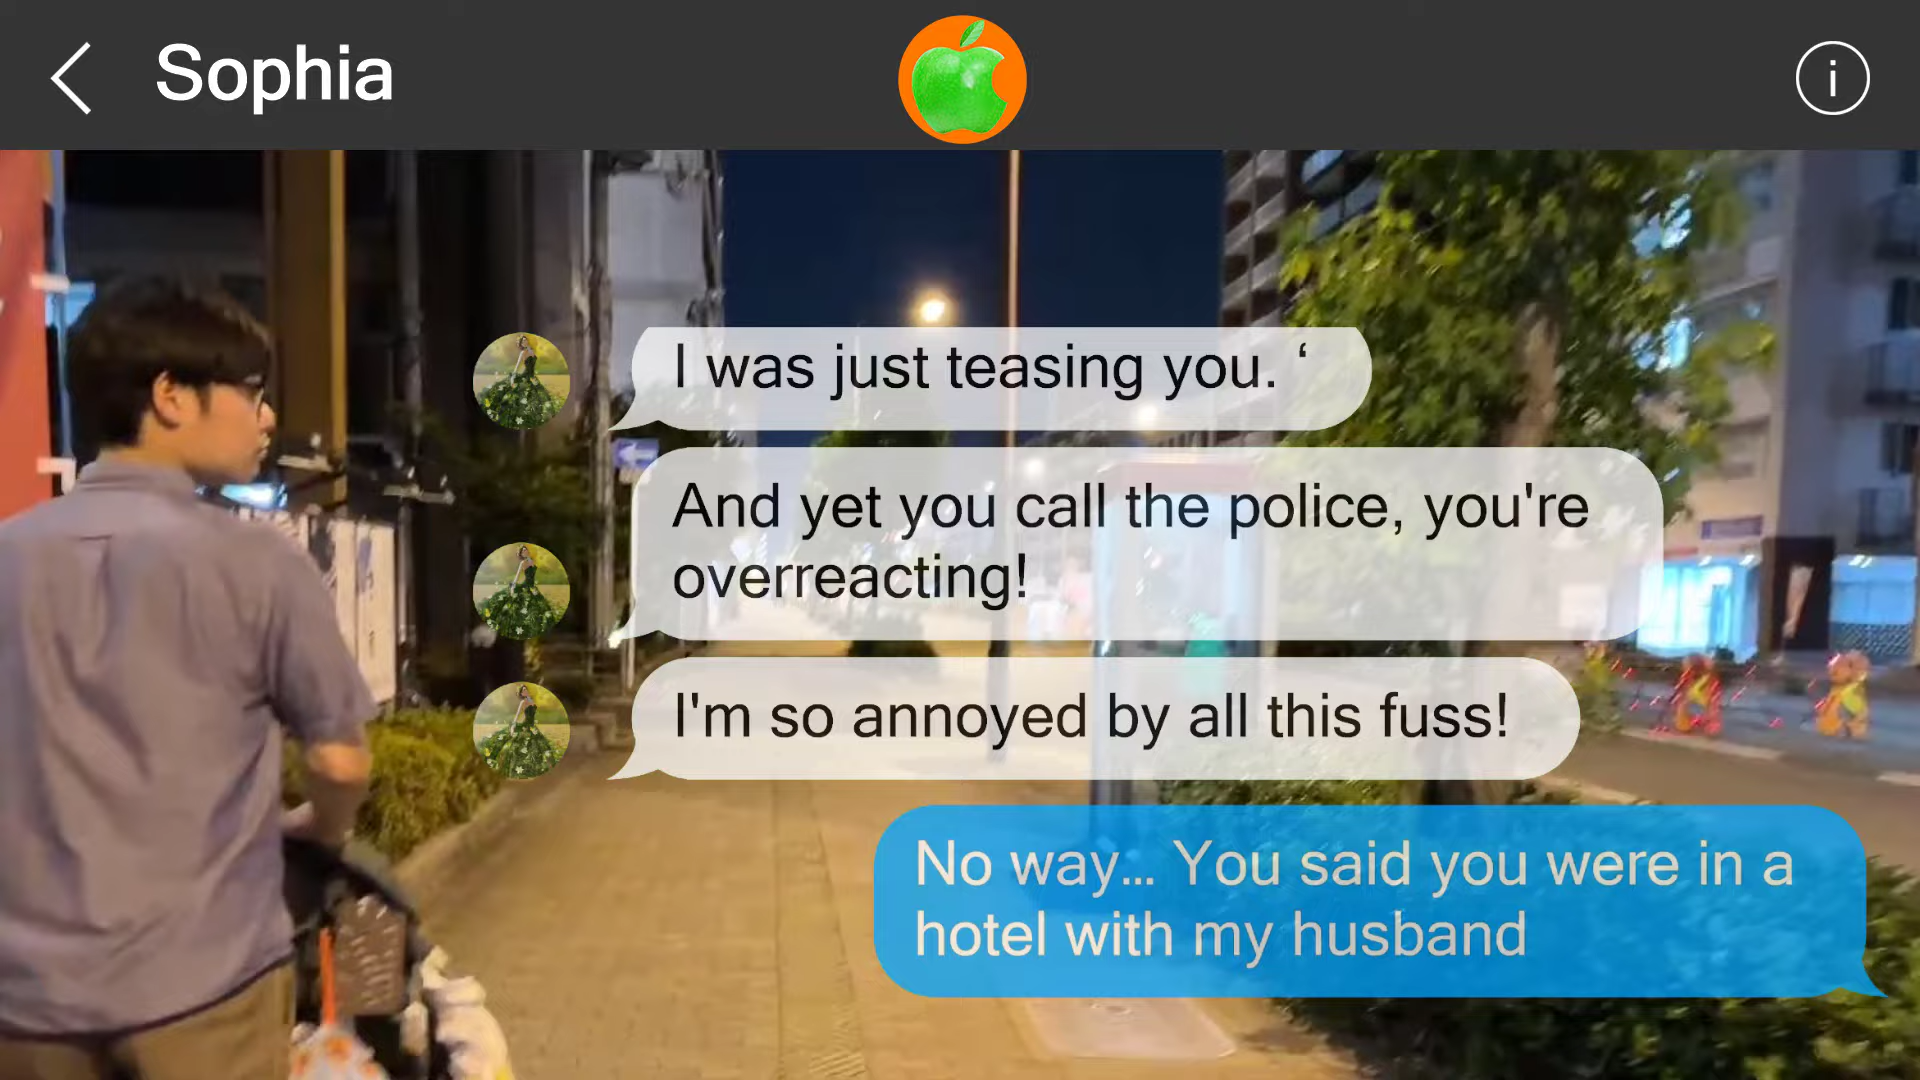 Sophia
I was just teasing you. ‘
And yet you call the police, you're
overreacting!
I'm so annoyed by all this fuss!
No way... You said you were in a
hotel with my husband